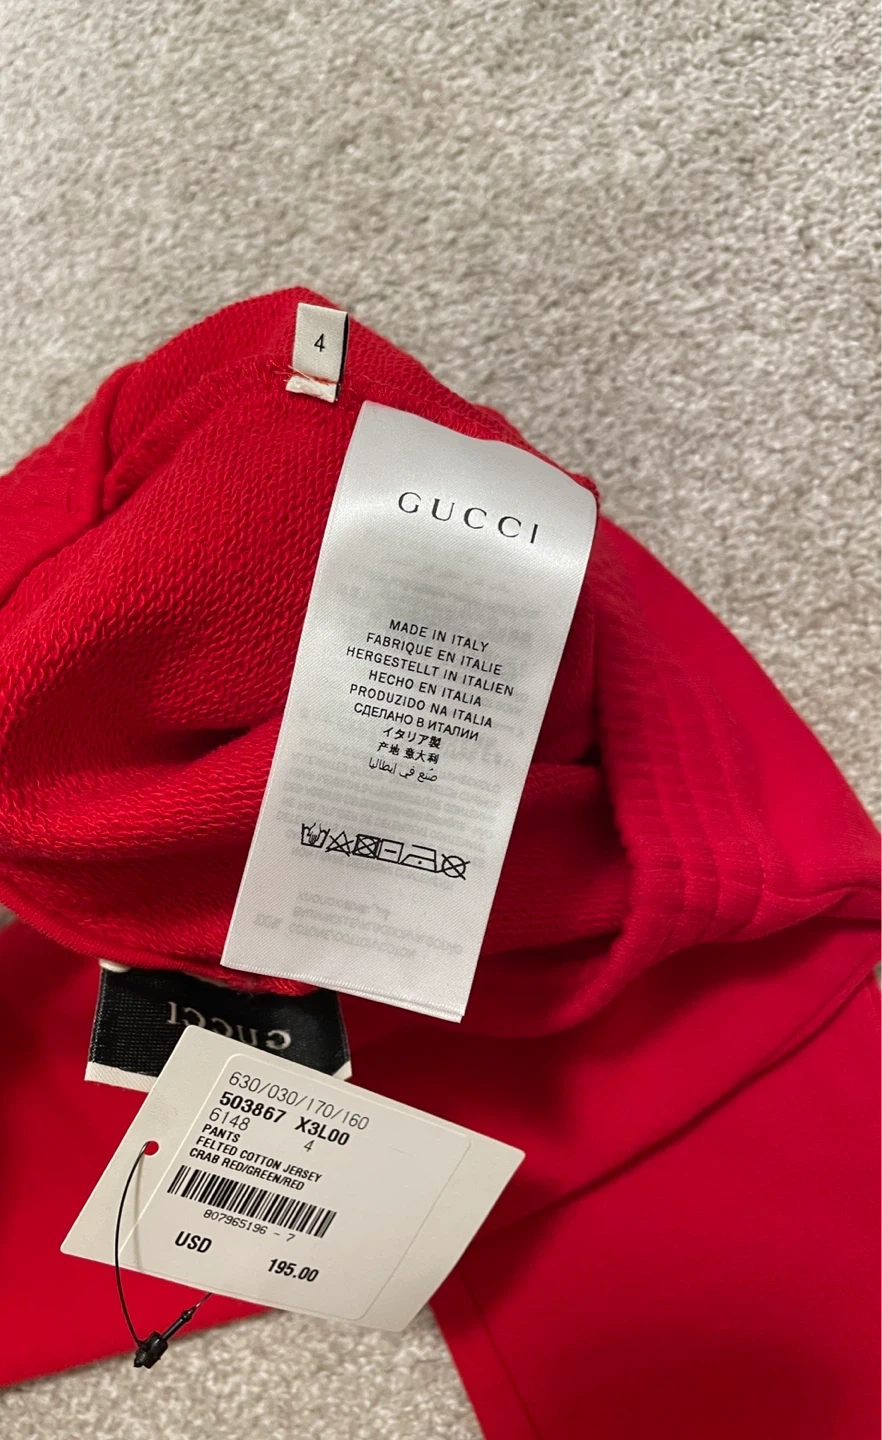 4
GUCCI
MADE IN ITALY
FABRIQUE EN ITALIE
HERGESTELLT IN ITALIEN
HECHO EN ITALIA
PRODUZIDO NA ITALIA
СДЕЛАНО В ИТАЛИИ
イタリア製
产地 意大利
صنع في إيطاليا
GUCCI
630/030/170/160
503867 X3L00
6148 4
PANTS
FELTED COTTON JERSEY
CRAB RED/GREEN/RED
807965196 - 7
USD 195.00